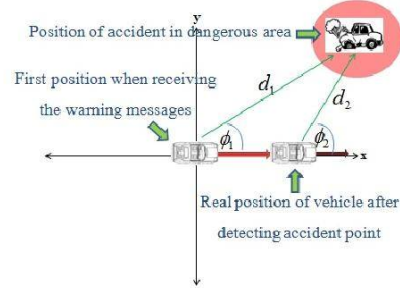 y
Position of accident in dangerous area
First position when receiving
the warning messages
d₁
d₂
ϕ₁
ϕ₂
x
Real position of vehicle after
detecting accident point